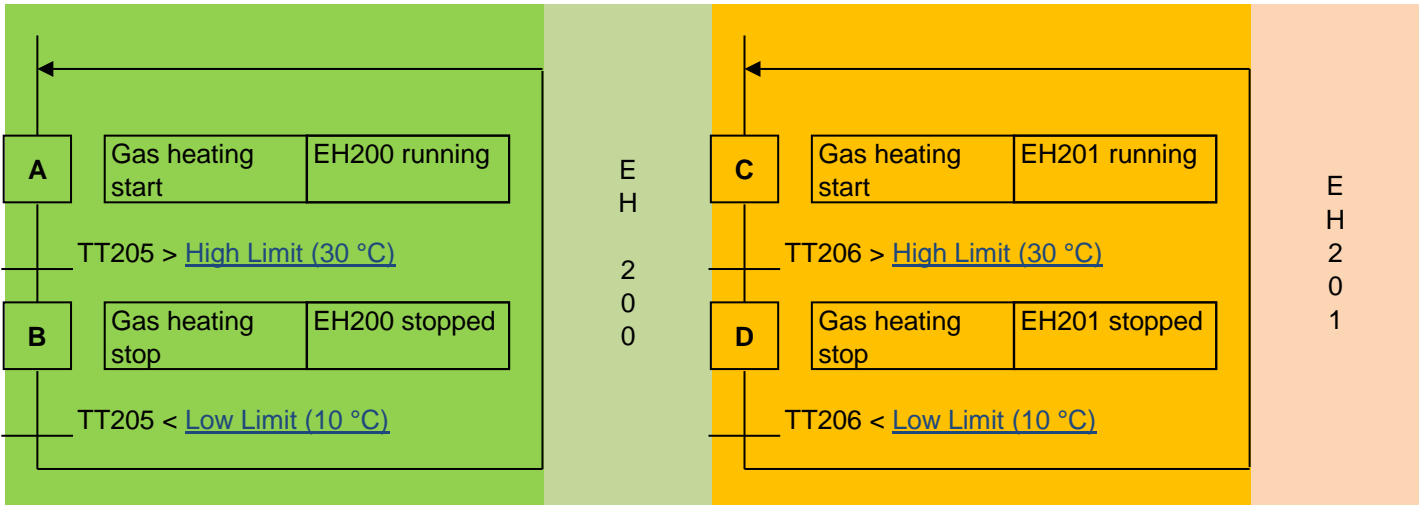 A
Gas heating
start
EH200 running
TT205 > High Limit (30 °C)
B
Gas heating
stop
EH200 stopped
TT205 < Low Limit (10 °C)
E
H
2
0
0
C
Gas heating
start
EH201 running
TT206 > High Limit (30 °C)
D
Gas heating
stop
EH201 stopped
TT206 < Low Limit (10 °C)
E
H
2
0
1